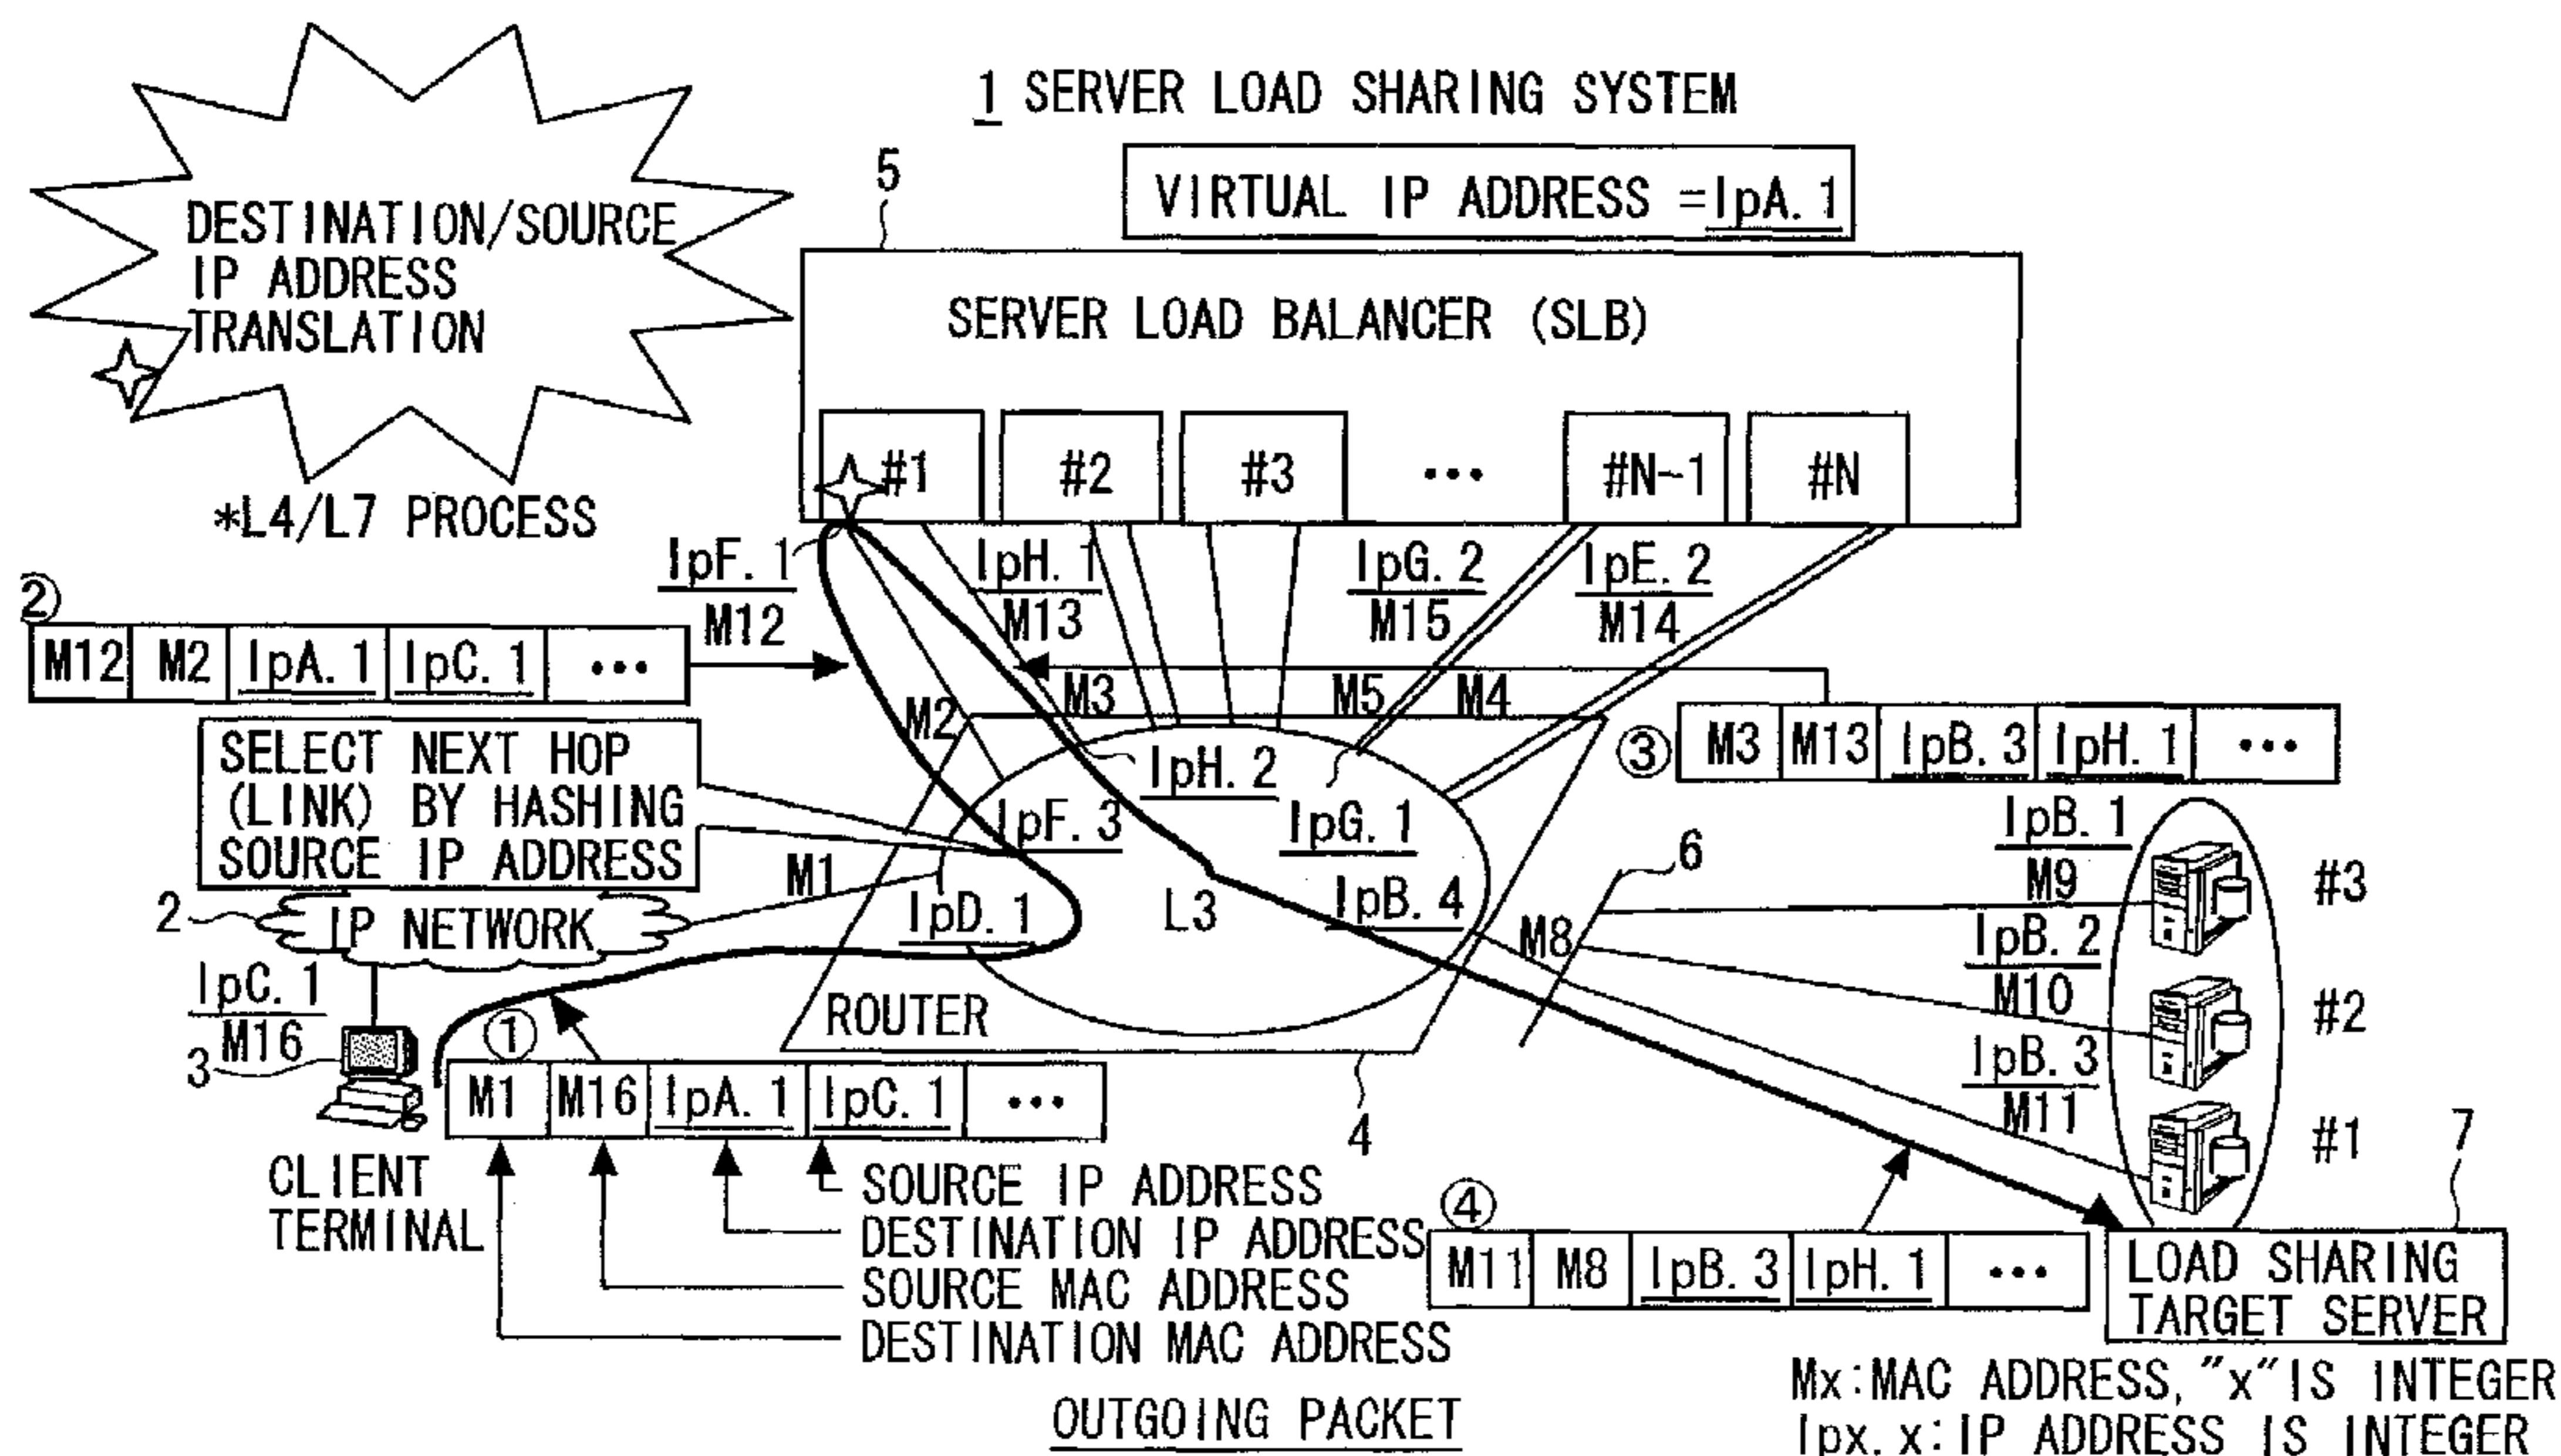 1 SERVER LOAD SHARING SYSTEM
5
VIRTUAL IP ADDRESS =IpA. 1
DESTINATION/SOURCE
IP ADDRESS
TRANSLATION
SERVER LOAD BALANCER (SLB)
#1
#2
#3
...
#N-1
#N
*L4/L7 PROCESS
IpF. 1
M12
IpH. 1
M13
IpG. 2
M15
IpE. 2
M14
②
M12 M2 IpA. 1 IpC. 1 ...
M2
M3
M5
M4
③ M3 M13 IpB. 3 IpH. 1 ...
SELECT NEXT HOP
(LINK) BY HASHING
SOURCE IP ADDRESS
IpH. 2
IpF. 3
IpG. 1
M1
IpD. 1
L3
IpB. 4
6
M8
IpB. 1
M9
#3
2
IP NETWORK
IpB. 2
M10
#2
IpC. 1
M16
3
ROUTER
IpB. 3
M11
#1
①
M1 M16 IpA. 1 IpC. 1 ...
4
7
CLIENT
TERMINAL
SOURCE IP ADDRESS
DESTINATION IP ADDRESS
SOURCE MAC ADDRESS
DESTINATION MAC ADDRESS
④
M11 M8 IpB. 3 IpH. 1 ...
LOAD SHARING
TARGET SERVER
Mx:MAC ADDRESS, "x"IS INTEGER
Ipx. x:IP ADDRESS IS INTEGER
OUTGOING PACKET